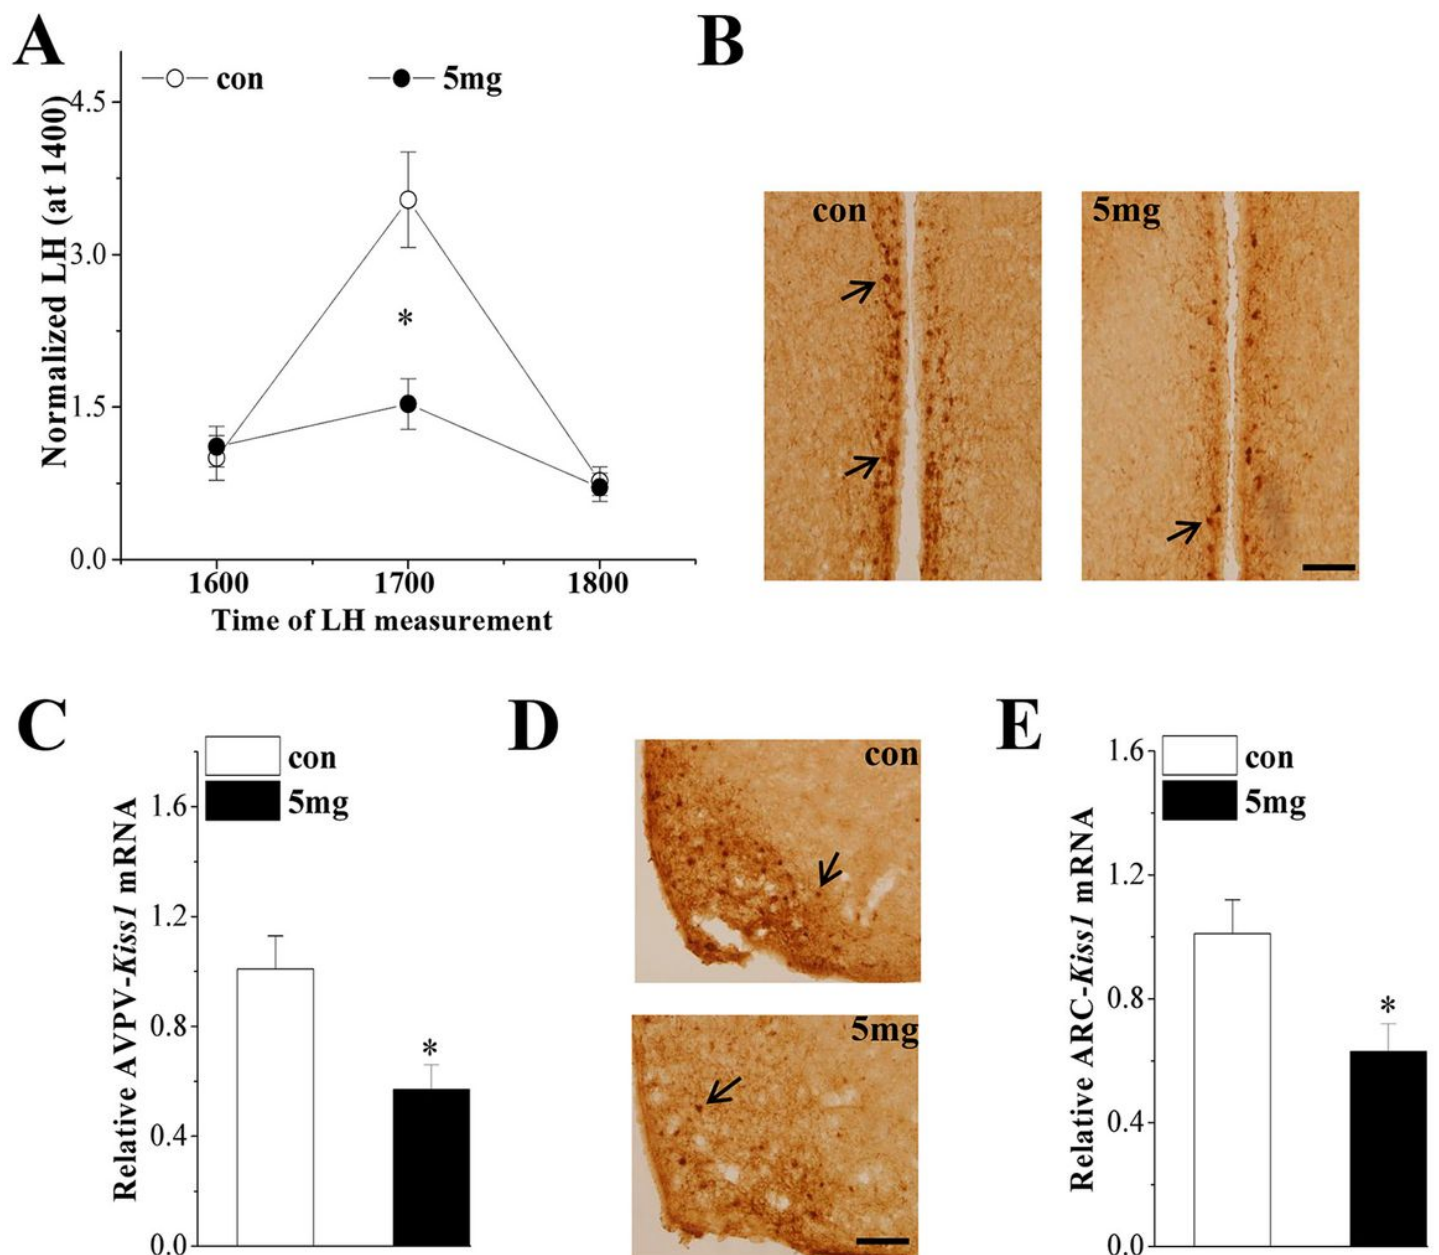 A
con
5mg
Normalized LH (at 1400)
4.5
3.0
1.5
0.0
*
1600
1700
1800
Time of LH measurement
B
con
5mg
C
con
5mg
Relative AVPV-Kiss1 mRNA
1.6
1.2
0.8
0.4
0.0
*
D
con
5mg
E
con
5mg
Relative ARC-Kiss1 mRNA
1.6
1.2
0.8
0.4
0.0
*